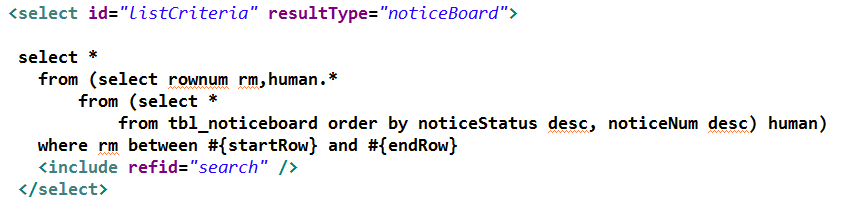 <select id="listCriteria" resultType="noticeBoard">
select *
from (select rownum rm,human.*
from (select *
from tbl_noticeboard order by noticeStatus desc, noticeNum desc) human)
where rm between #{startRow} and #{endRow}
<include refid="search" />
</select>